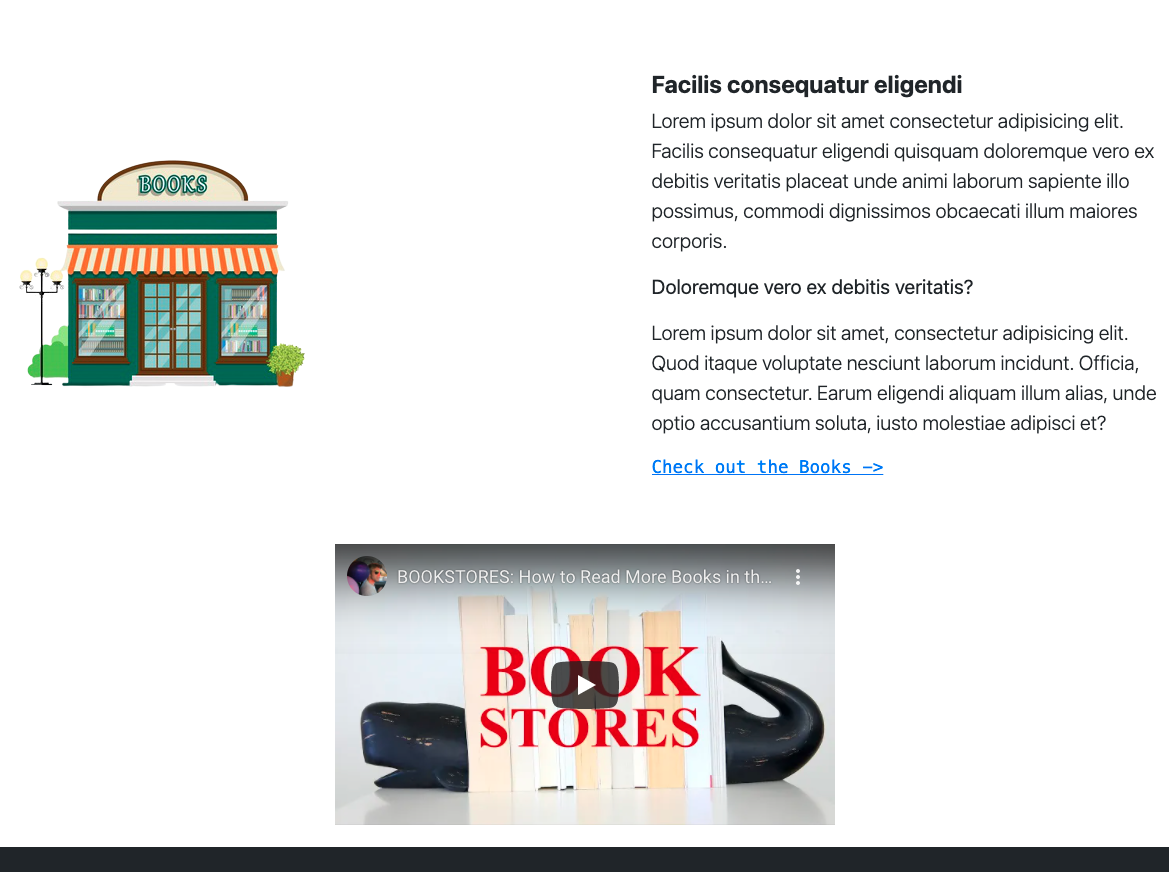 BOOKS
Facilis consequatur eligendi
Lorem ipsum dolor sit amet consectetur adipisicing elit.
Facilis consequatur eligendi quisquam doloremque vero ex
debitis veritatis placeat unde animi laborum sapiente illo
possimus, commodi dignissimos obcaecati illum maiores
corporis.
Doloremque vero ex debitis veritatis?
Lorem ipsum dolor sit amet, consectetur adipisicing elit.
Quod itaque voluptate nesciunt laborum incidunt. Officia,
quam consectetur. Earum eligendi aliquam illum alias, unde
optio accusantium soluta, iusto molestiae adipisci et?
Check out the Books —>
BOOKSTORES: How to Read More Books in th...
BOOK
STORES